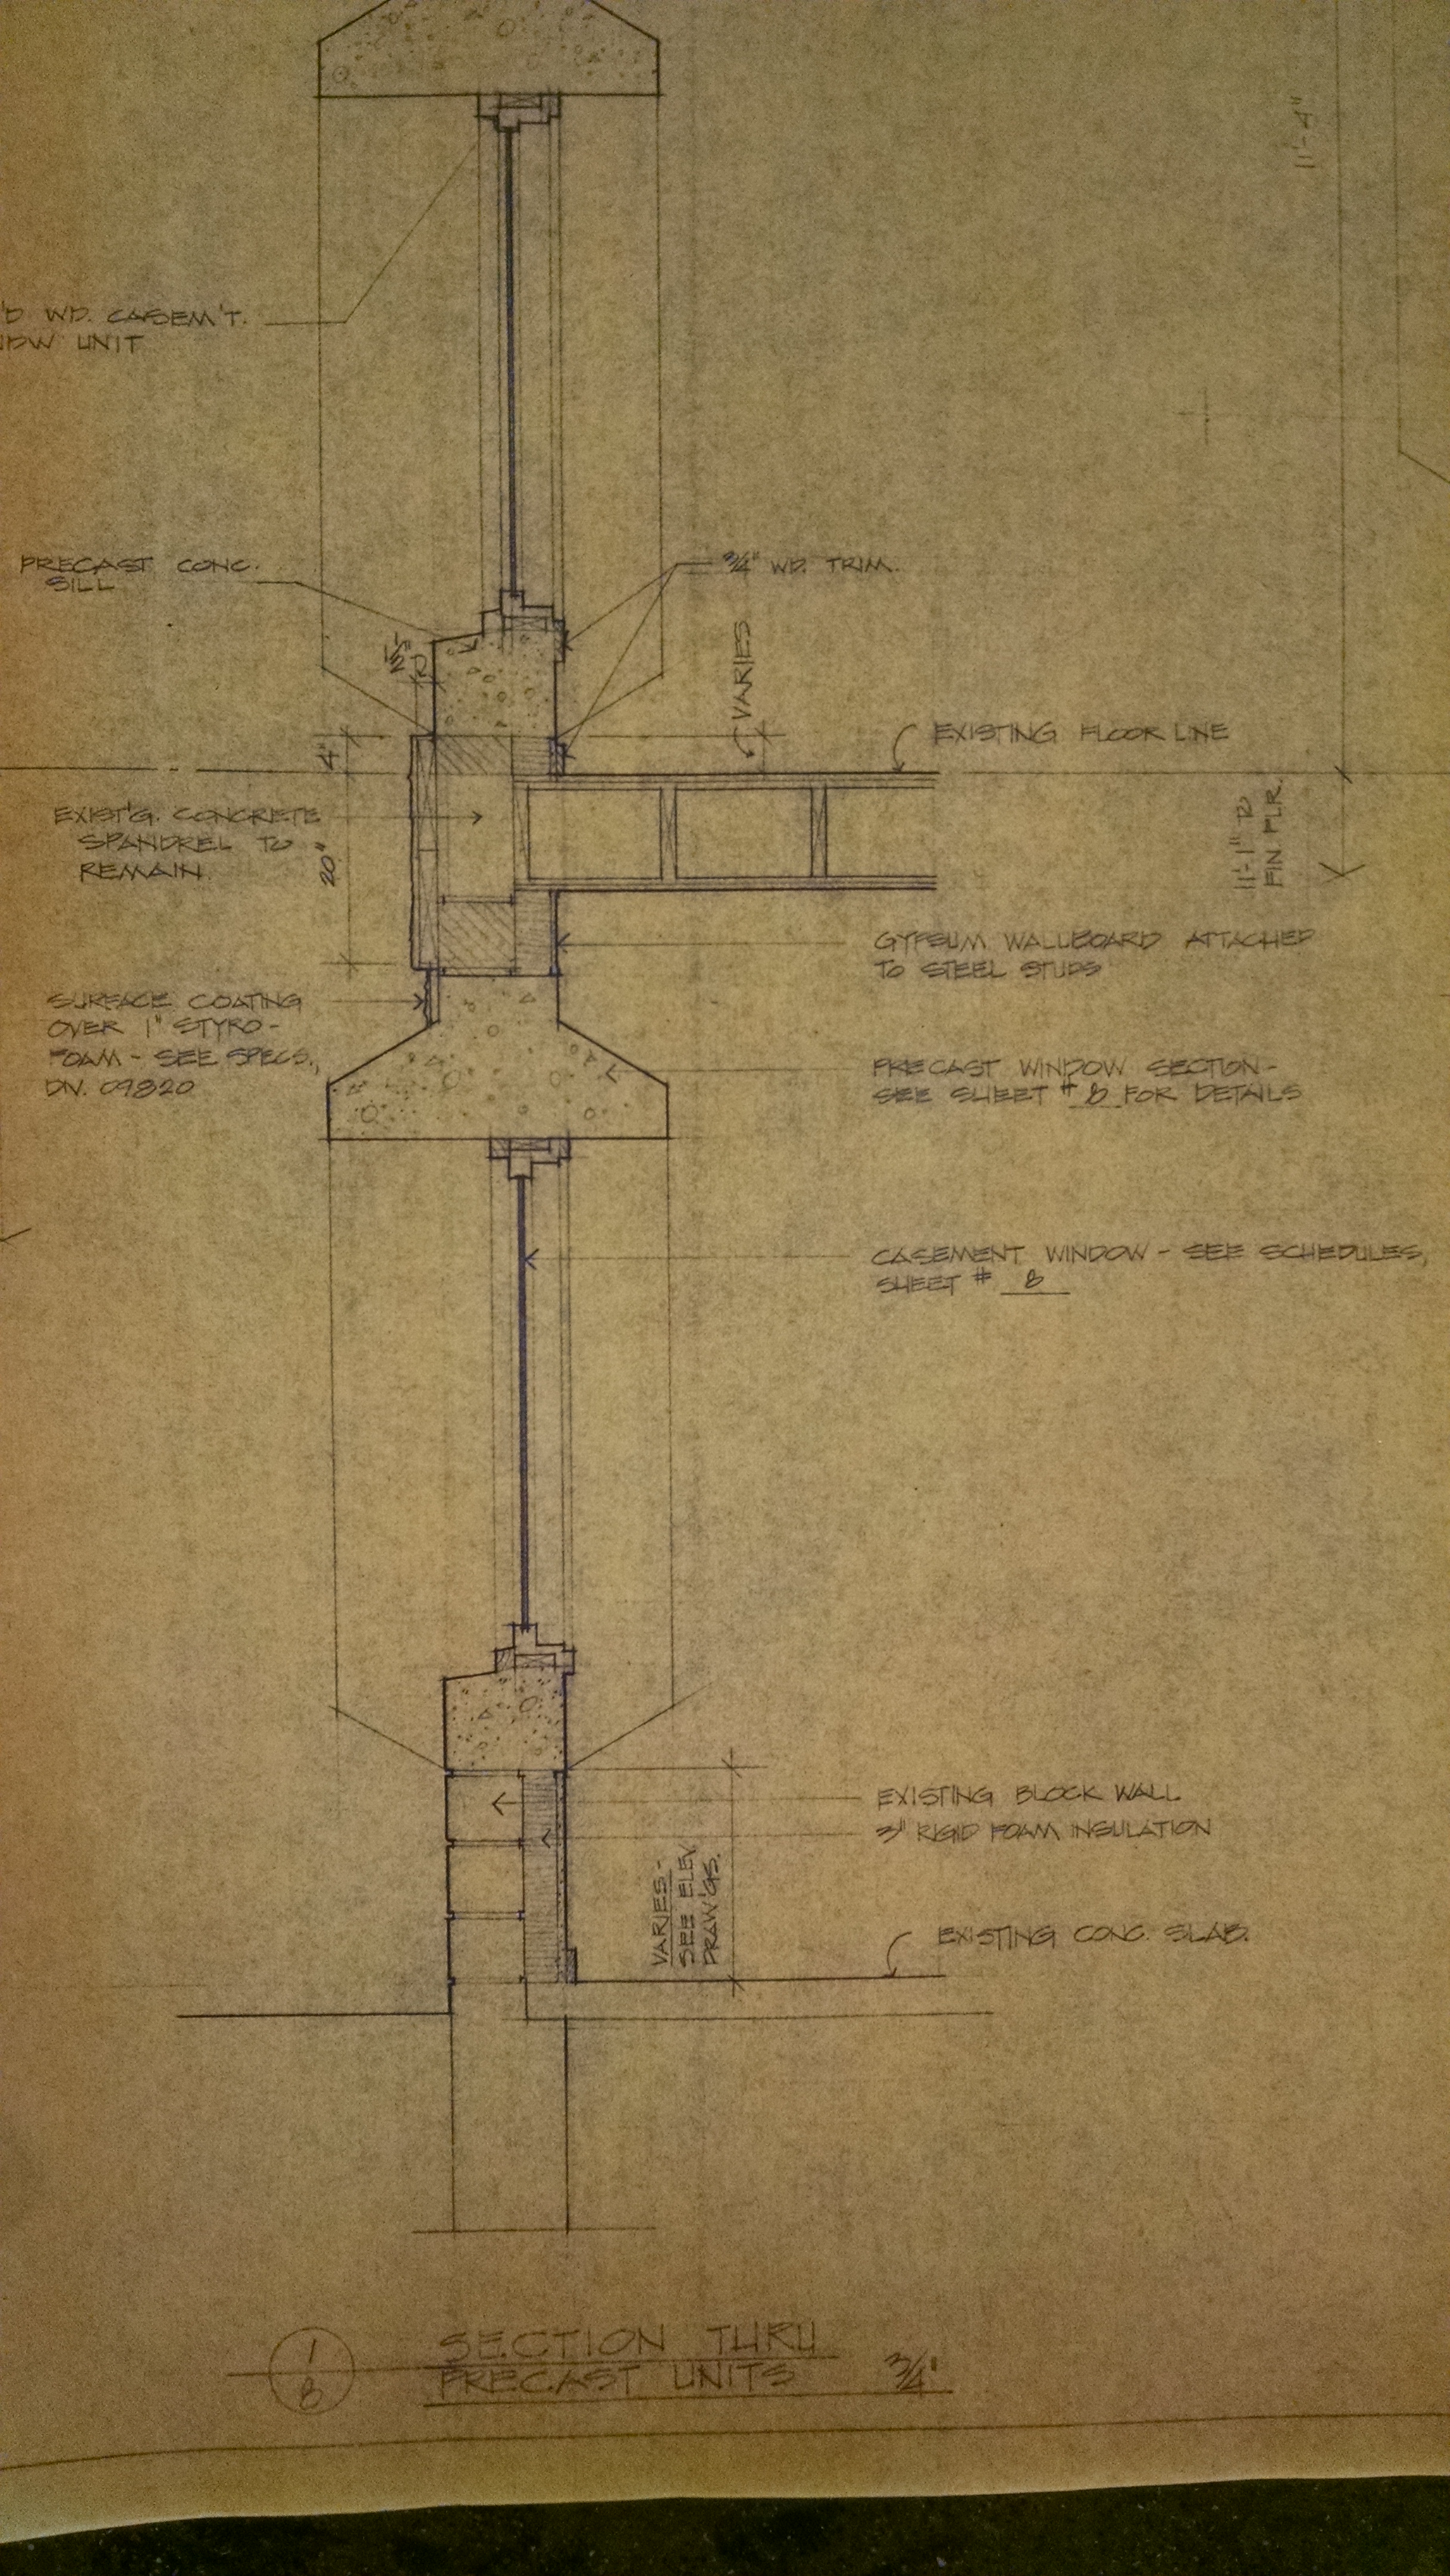 11'-4"
'D WD. CASEM'T.
NDW UNIT
PRECAST CONC.
SILL
3/4" WD. TRIM.
1 1/2"
VARIES
4"
EXISTING FLOOR LINE
EXIST'G. CONCRETE
SPANDREL TO
REMAIN.
20"
11'-1" TO
FIN. FLR.
GYPSUM WALLBOARD ATTACHED
TO STEEL STUDS
SURFACE COATING
OVER 1" STYRO-
FOAM - SEE SPECS.,
DIV. 09820
PRECAST WINDOW SECTION -
SEE SHEET # 8 FOR DETAILS
CASEMENT WINDOW - SEE SCHEDULES,
SHEET # 8
EXISTING BLOCK WALL
3" RIGID FOAM INSULATION
VARIES -
SEE ELEV.
DRAW'GS.
EXISTING CONC. SLAB.
1
8
SECTION THRU
PRECAST UNITS 3/4"